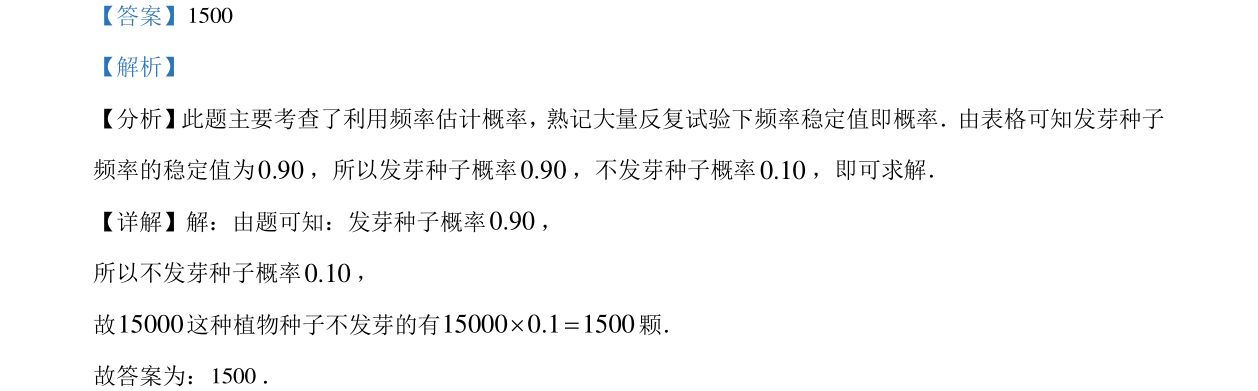 【答案】1500
【解析】
【分析】此题主要考查了利用频率估计概率，熟记大量反复试验下频率稳定值即概率．由表格可知发芽种子
频率的稳定值为0.90，所以发芽种子概率0.90，不发芽种子概率0.10，即可求解．
【详解】解：由题可知：发芽种子概率0.90，
所以不发芽种子概率0.10，
故15000这种植物种子不发芽的有15000×0.1=1500颗．
故答案为：1500．